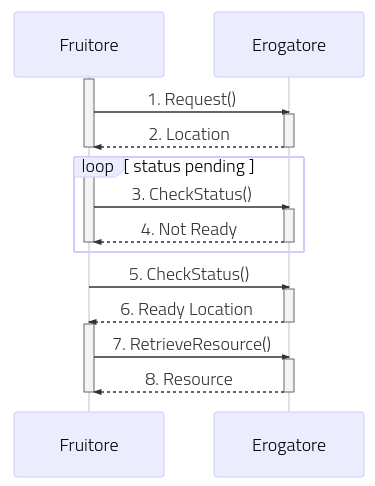 Fruitore Erogatore
1. Request()
2. Location
loop [ status pending ]
3. CheckStatus()
4. Not Ready
5. CheckStatus()
6. Ready Location
7. RetrieveResource()
8. Resource
Fruitore Erogatore